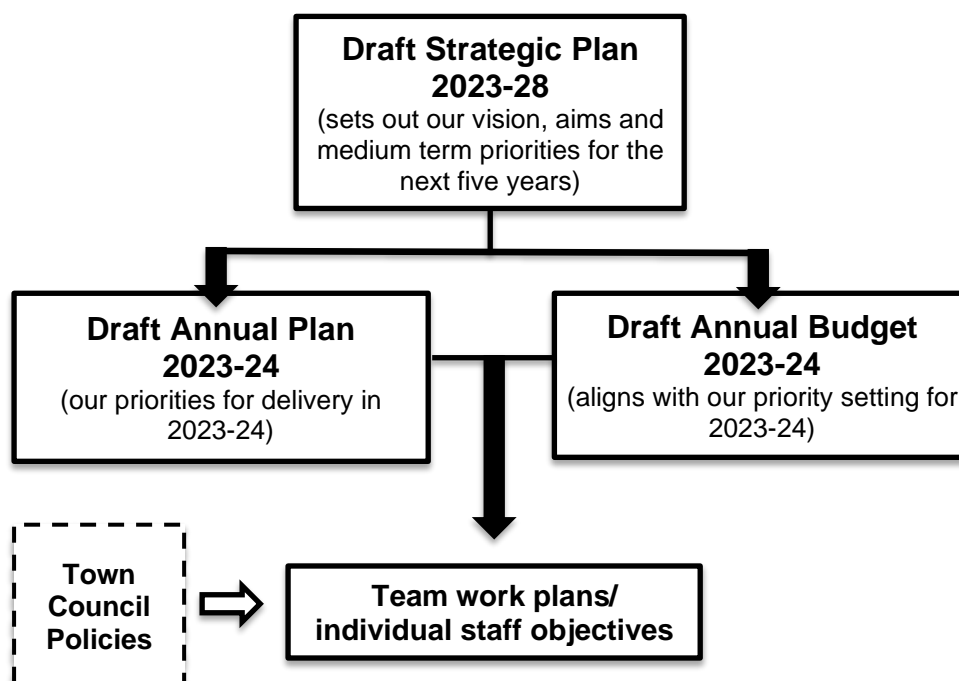 Draft Strategic Plan
2023-28
(sets out our vision, aims and
medium term priorities for the
next five years)
Draft Annual Plan
2023-24
(our priorities for delivery in
2023-24)
Draft Annual Budget
2023-24
(aligns with our priority setting for
2023-24)
Town
Council
Policies
Team work plans/
individual staff objectives